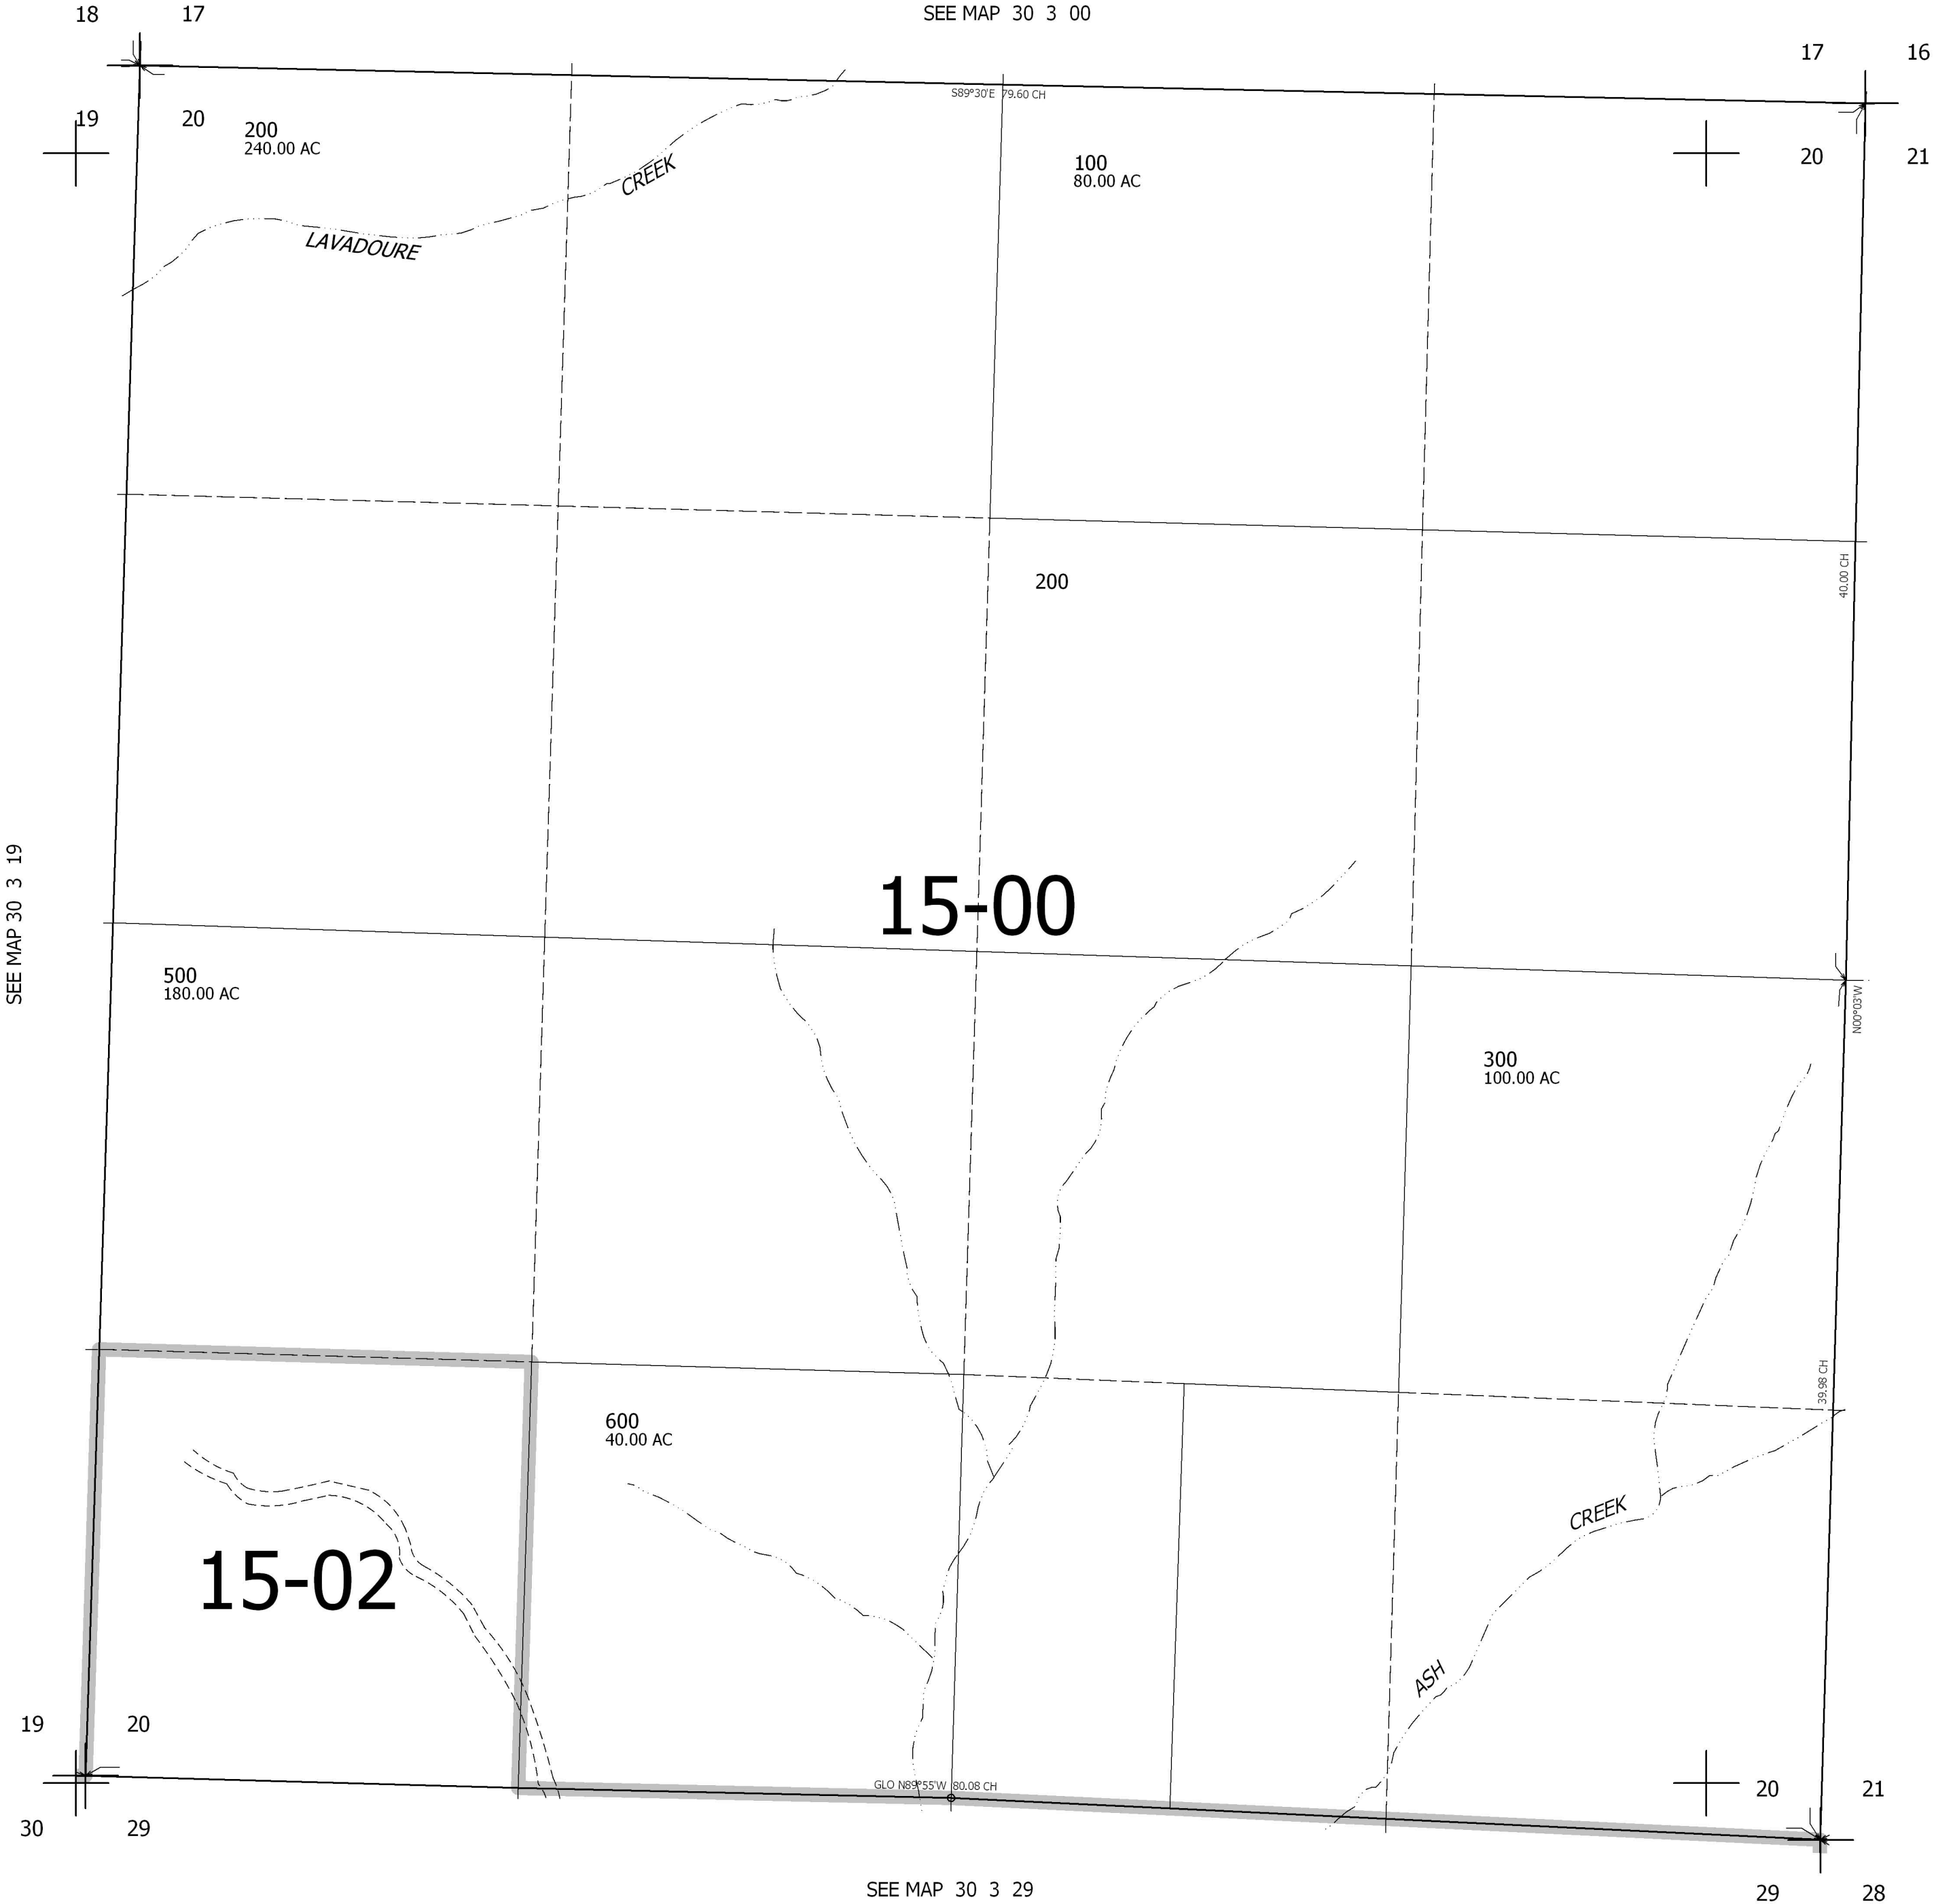 18 17
SEE MAP 30 3 00
17 16
S89°30'E 79.60 CH
19 20
200
240.00 AC
CREEK
100
80.00 AC
20 21
LAVADOURE
200
40.00 CH
SEE MAP 30 3 19
15-00
500
180.00 AC
N00°03'W
300
100.00 AC
39.98 CH
600
40.00 AC
CREEK
15-02
ASH
19 20
GLO N89°55'W 80.08 CH
20 21
30 29
SEE MAP 30 3 29
29 28